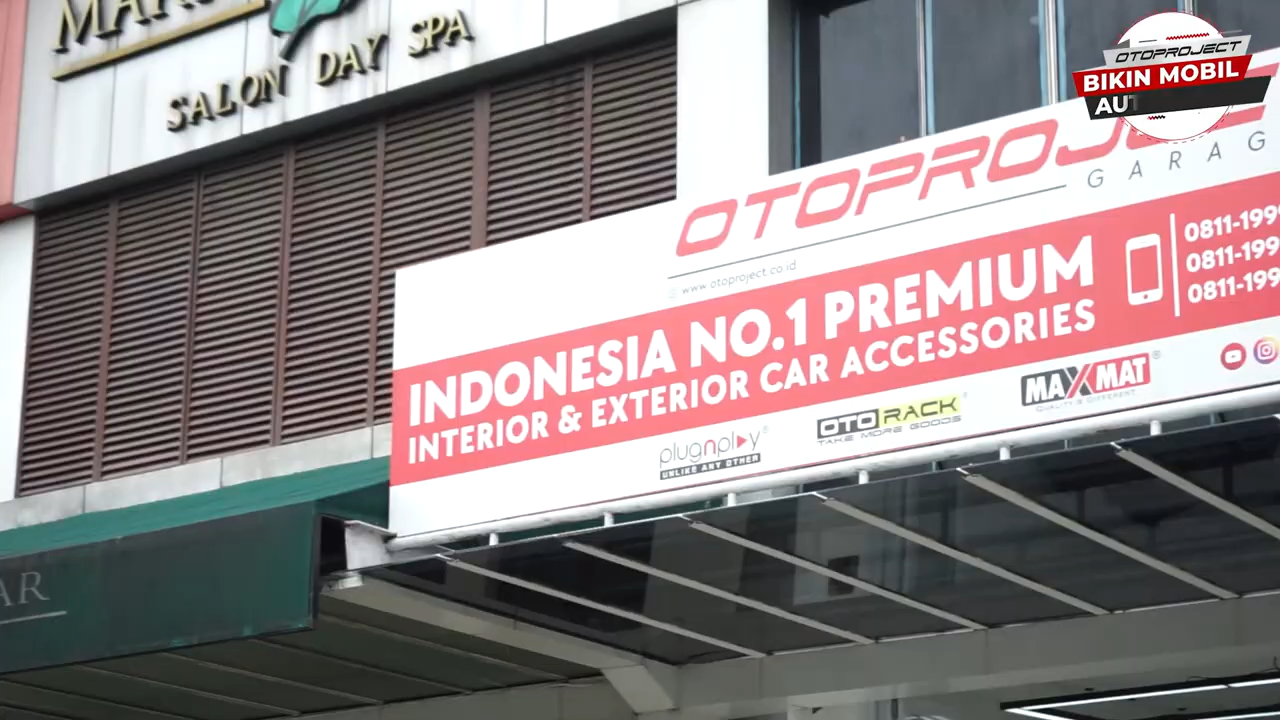 SALON DAY SPA
OTOPROJECT
BIKIN MOBIL
OTOPROJEC
GARAG
www.otoproject.co.id
INDONESIA NO.1 PREMIUM
INTERIOR & EXTERIOR CAR ACCESSORIES
0811-199
0811-199
0811-199
plugnplay®
UNLIKE ANY OTHER
OTORACK®
TAKE MORE GOODS
MAXMAT®
QUALITY IS DIFFERENT
AR